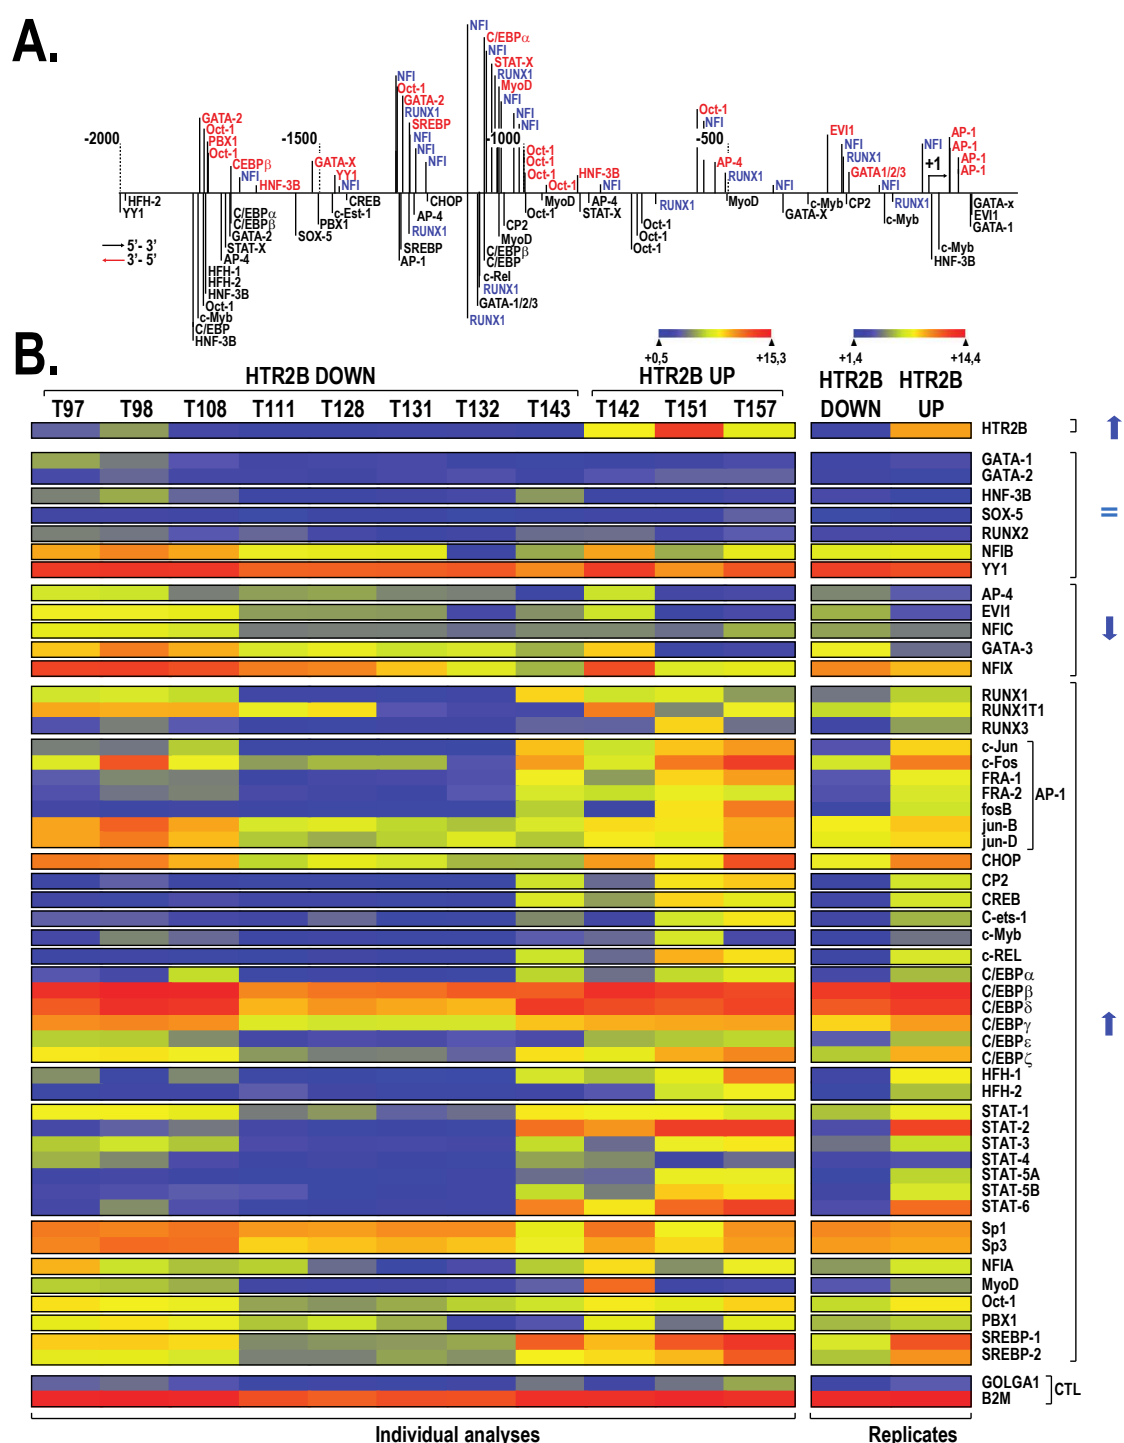 A.
NFI
C/EBPα
NFI
STAT-X
RUNX1
MyoD
NFI
NFI
NFI
NFI
Oct-1
GATA-2
RUNX1
SREBP
NFI
NFI
NFI
GATA-2
Oct-1
PBX1
Oct-1
CEBPβ
NFI
HNF-3B
-2000
-1500
-1000
-500
GATA-X
YY1
NFI
Oct-1
Oct-1
Oct-1
Oct-1
HNF-3B
NFI
Oct-1
NFI
AP-4
RUNX1
NFI
EVI1
NFI
RUNX1
GATA1/2/3
NFI
NFI
+1
AP-1
AP-1
AP-1
AP-1
HFH-2
YY1
C/EBPα
C/EBPβ
GATA-2
STAT-X
AP-4
HFH-1
HFH-2
HNF-3B
Oct-1
c-Myb
C/EBP
HNF-3B
SOX-5
PBX1
c-Est-1
CREB
CHOP
AP-4
RUNX1
SREBP
AP-1
MyoD
Oct-1
CP2
MyoD
C/EBPβ
C/EBP
c-Rel
RUNX1
GATA-1/2/3
RUNX1
AP-4
STAT-X
RUNX1
Oct-1
Oct-1
Oct-1
MyoD
GATA-X
c-Myb
CP2
RUNX1
c-Myb
c-Myb
HNF-3B
GATA-x
EVI1
GATA-1
5'- 3'
3'- 5'
B.
+0,5
+15,3
+1,4
+14,4
HTR2B DOWN
HTR2B UP
HTR2B DOWN
HTR2B UP
T97 T98 T108 T111 T128 T131 T132 T143 T142 T151 T157
HTR2B
GATA-1
GATA-2
HNF-3B
SOX-5
=
RUNX2
NFIB
YY1
AP-4
EVI1
NFIC
GATA-3
NFIX
RUNX1
RUNX1T1
RUNX3
c-Jun
c-Fos
FRA-1
FRA-2
AP-1
fosB
jun-B
jun-D
CHOP
CP2
CREB
C-ets-1
c-Myb
c-REL
C/EBPα
C/EBPβ
C/EBPδ
C/EBPγ
C/EBPε
C/EBPζ
HFH-1
HFH-2
STAT-1
STAT-2
STAT-3
STAT-4
STAT-5A
STAT-5B
STAT-6
Sp1
Sp3
NFIA
MyoD
Oct-1
PBX1
SREBP-1
SREBP-2
GOLGA1
CTL
B2M
Individual analyses
Replicates